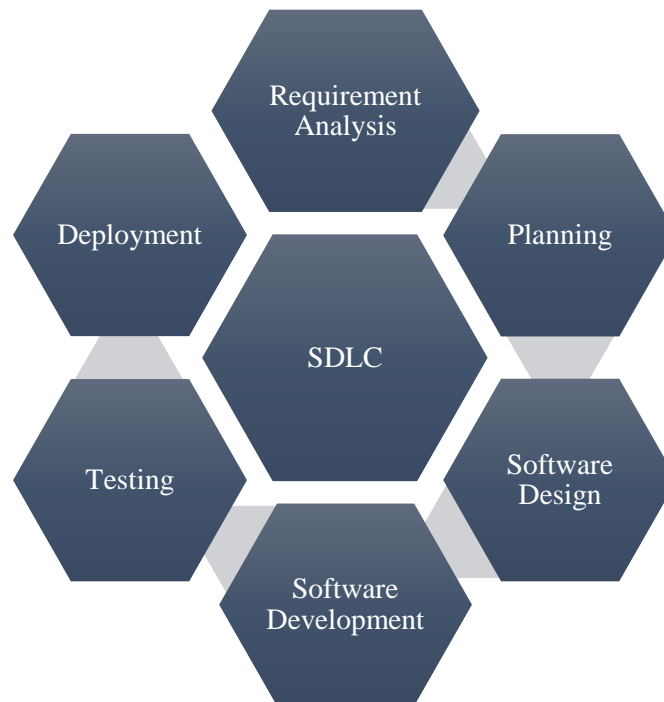 Requirement
Analysis
Planning
Software
Design
Software
Development
Testing
Deployment
SDLC